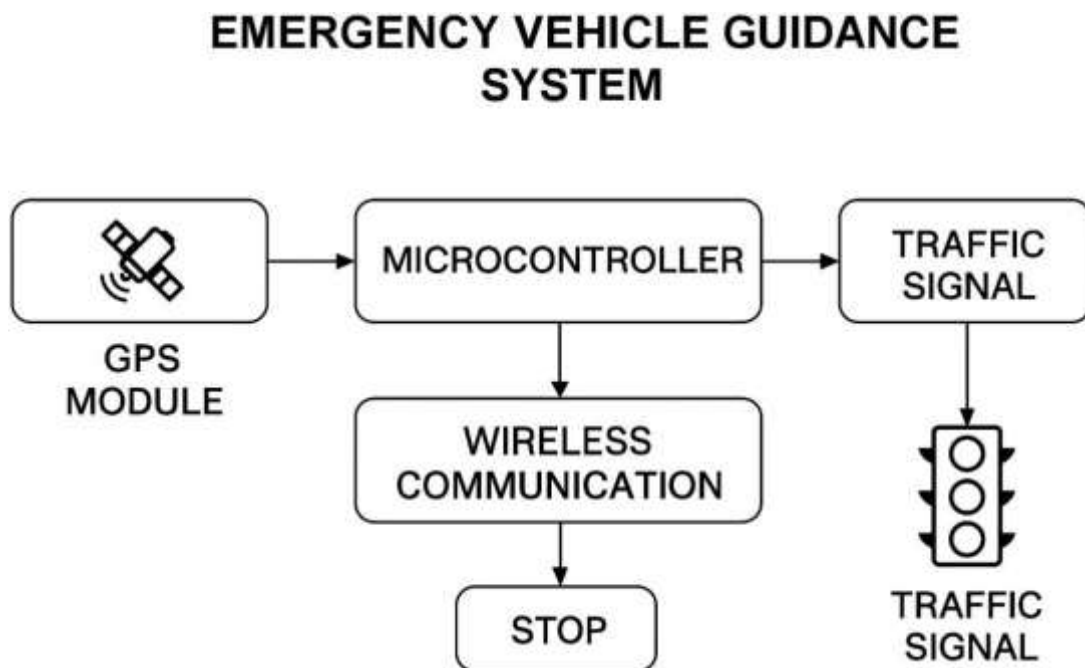 EMERGENCY VEHICLE GUIDANCE
SYSTEM
GPS
MODULE
MICROCONTROLLER
TRAFFIC
SIGNAL
WIRELESS
COMMUNICATION
STOP
TRAFFIC
SIGNAL